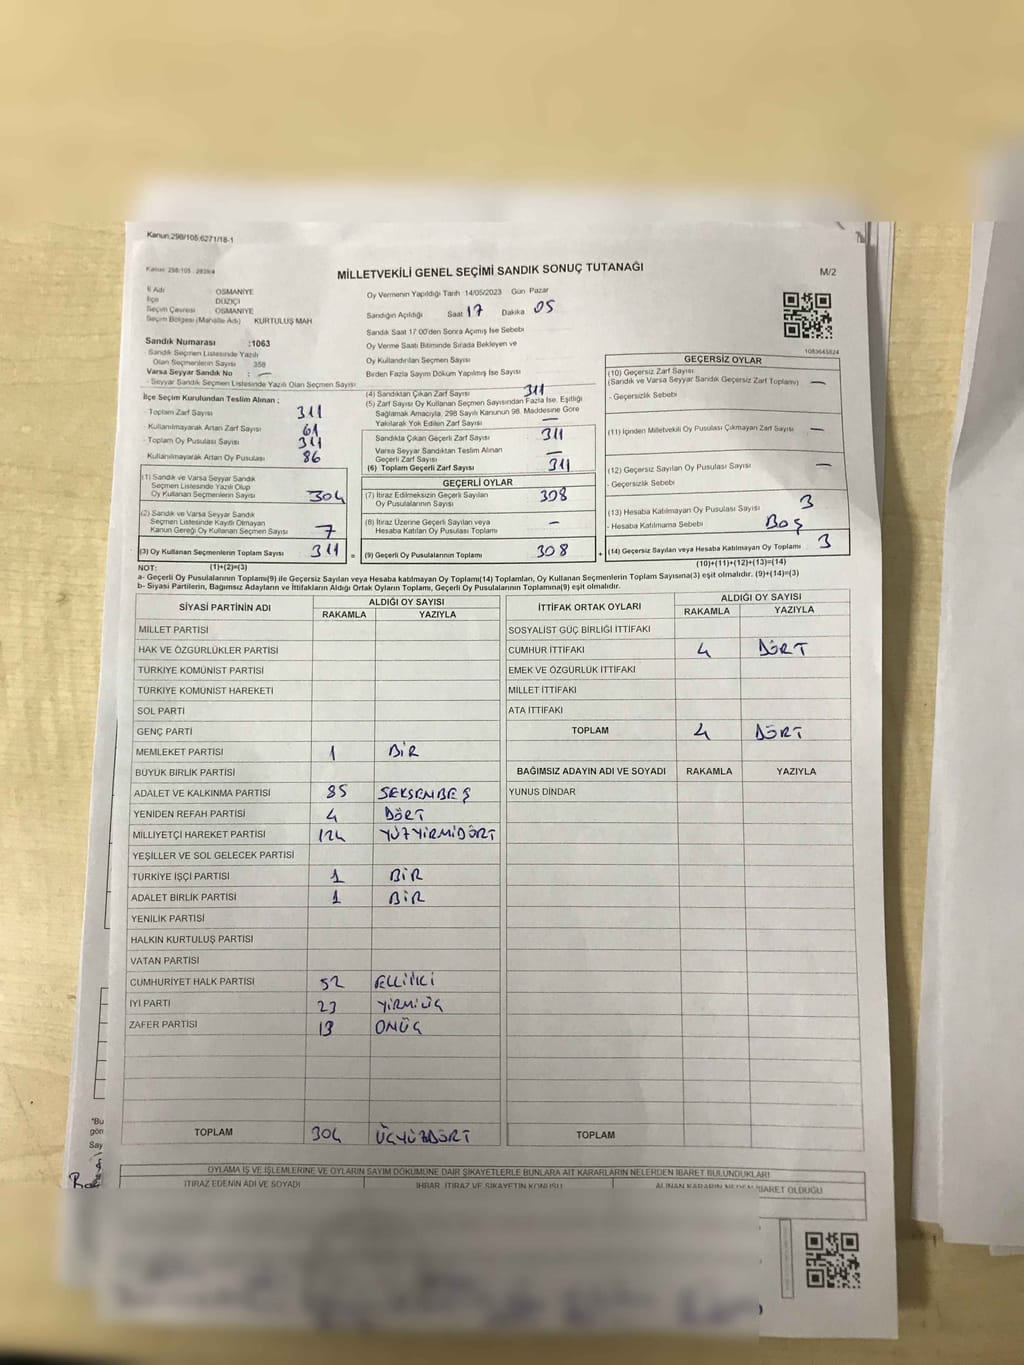 Kanun:298/105.6271/18-1
MİLLETVEKİLİ GENEL SEÇİMİ SANDIK SONUÇ TUTANAĞI
M/2
İl Adı OSMANİYE
İlçe DÜZİÇİ
Seçim Çevresi OSMANİYE
Seçim Bölgesi (Mahalle Adı) KURTULUŞ MAH
Sandık Numarası :1063
Sandık Seçmen Listesinde Yazılı
Olan Seçmenlerin Sayısı 358
Varsa Seyyar Sandık No : —
- Seyyar Sandık Seçmen Listesinde Yazılı Olan Seçmen Sayısı
Oy Vermenin Yapıldığı Tarih 14/05/2023 Gün Pazar
Sandığın Açıldığı Saat 17 Dakika 05
Sandık Saat 17:00'den Sonra Açılmış İse Sebebi
Oy Verme Saati Bitiminde Sırada Bekleyen ve
Oy Kullandırılan Seçmen Sayısı
Birden Fazla Sayım Döküm Yapılmış İse Sayısı
1083645824
İlçe Seçim Kurulundan Teslim Alınan :
Toplam Zarf Sayısı 311
Kullanılmayarak Artan Zarf Sayısı 61
Toplam Oy Pusulası Sayısı 311
Kullanılmayarak Artan Oy Pusulası 86
(1) Sandık ve Varsa Seyyar Sandık
Seçmen Listesinde Yazılı Olup
Oy Kullanan Seçmenlerin Sayısı 304
(2) Sandık ve Varsa Seyyar Sandık
Seçmen Listesinde Kayıtlı Olmayan
Kanun Gereği Oy Kullanan Seçmen Sayısı 7
(3) Oy Kullanan Seçmenlerin Toplam Sayısı 311 =
(4) Sandıktan Çıkan Zarf Sayısı 311
(5) Zarf Sayısı Oy Kullanan Seçmen Sayısından Fazla İse, Eşitliği
Sağlamak Amacıyla, 298 Sayılı Kanunun 98. Maddesine Göre
Yakılarak Yok Edilen Zarf Sayısı —
Sandıkta Çıkan Geçerli Zarf Sayısı 311
Varsa Seyyar Sandıktan Teslim Alınan
Geçerli Zarf Sayısı —
(6) Toplam Geçerli Zarf Sayısı 311
GEÇERLİ OYLAR
(7) İtiraz Edilmeksizin Geçerli Sayılan
Oy Pusulalarının Sayısı 308
(8) İtiraz Üzerine Geçerli Sayılan veya
Hesaba Katılan Oy Pusulası Toplamı —
(9) Geçerli Oy Pusulalarının Toplamı 308 +
GEÇERSİZ OYLAR
(10) Geçersiz Zarf Sayısı
(Sandık ve Varsa Seyyar Sandık Geçersiz Zarf Toplamı) —
- Geçersizlik Sebebi
(11) İçinden Milletvekili Oy Pusulası Çıkmayan Zarf Sayısı —
(12) Geçersiz Sayılan Oy Pusulası Sayısı —
- Geçersizlik Sebebi
(13) Hesaba Katılmayan Oy Pusulası Sayısı 3
- Hesaba Katılmama Sebebi Boş
(14) Geçersiz Sayılan veya Hesaba Katılmayan Oy Toplamı 3
NOT: (1)+(2)=(3) (10)+(11)+(12)+(13)=(14)
a- Geçerli Oy Pusulalarının Toplamı(9) ile Geçersiz Sayılan veya Hesaba katılmayan Oy Toplamı(14) Toplamları, Oy Kullanan Seçmenlerin Toplam Sayısına(3) eşit olmalıdır. (9)+(14)=(3)
b- Siyasi Partilerin, Bağımsız Adayların ve İttifakların Aldığı Ortak Oyların Toplamı, Geçerli Oy Pusulalarının Toplamına(9) eşit olmalıdır.
SİYASİ PARTİNİN ADI ALDIĞI OY SAYISI
RAKAMLA YAZIYLA
MİLLET PARTİSİ
HAK VE ÖZGÜRLÜKLER PARTİSİ
TÜRKİYE KOMÜNİST PARTİSİ
TÜRKİYE KOMÜNİST HAREKETİ
SOL PARTİ
GENÇ PARTİ
MEMLEKET PARTİSİ 1 BİR
BÜYÜK BİRLİK PARTİSİ
ADALET VE KALKINMA PARTİSİ 85 SEKSENBEŞ
YENİDEN REFAH PARTİSİ 4 DÖRT
MİLLİYETÇİ HAREKET PARTİSİ 124 YÜZYİRMİDÖRT
YEŞİLLER VE SOL GELECEK PARTİSİ
TÜRKİYE İŞÇİ PARTİSİ 1 BİR
ADALET BİRLİK PARTİSİ 1 BİR
YENİLİK PARTİSİ
HALKIN KURTULUŞ PARTİSİ
VATAN PARTİSİ
CUMHURİYET HALK PARTİSİ 52 ELLİİKİ
İYİ PARTİ 23 YİRMİÜÇ
ZAFER PARTİSİ 13 ONÜÇ
TOPLAM 304 ÜÇYÜZDÖRT
İTTİFAK ORTAK OYLARI ALDIĞI OY SAYISI
RAKAMLA YAZIYLA
SOSYALİST GÜÇ BİRLİĞİ İTTİFAKI
CUMHUR İTTİFAKI 4 DÖRT
EMEK VE ÖZGÜRLÜK İTTİFAKI
MİLLET İTTİFAKI
ATA İTTİFAKI
TOPLAM 4 DÖRT
BAĞIMSIZ ADAYIN ADI VE SOYADI RAKAMLA YAZIYLA
YUNUS DİNDAR
TOPLAM
OYLAMA İŞ VE İŞLEMLERİNE VE OYLARIN SAYIM DÖKÜMÜNE DAİR ŞİKAYETLERLE BUNLARA AİT KARARLARIN NELERDEN İBARET BULUNDUKLARI
İTİRAZ EDENİN ADI VE SOYADI İHBAR, İTİRAZ VE ŞİKAYETİN KONUSU ALINAN KARARIN NEDEN İBARET OLDUĞU
*Bu
gön
Say